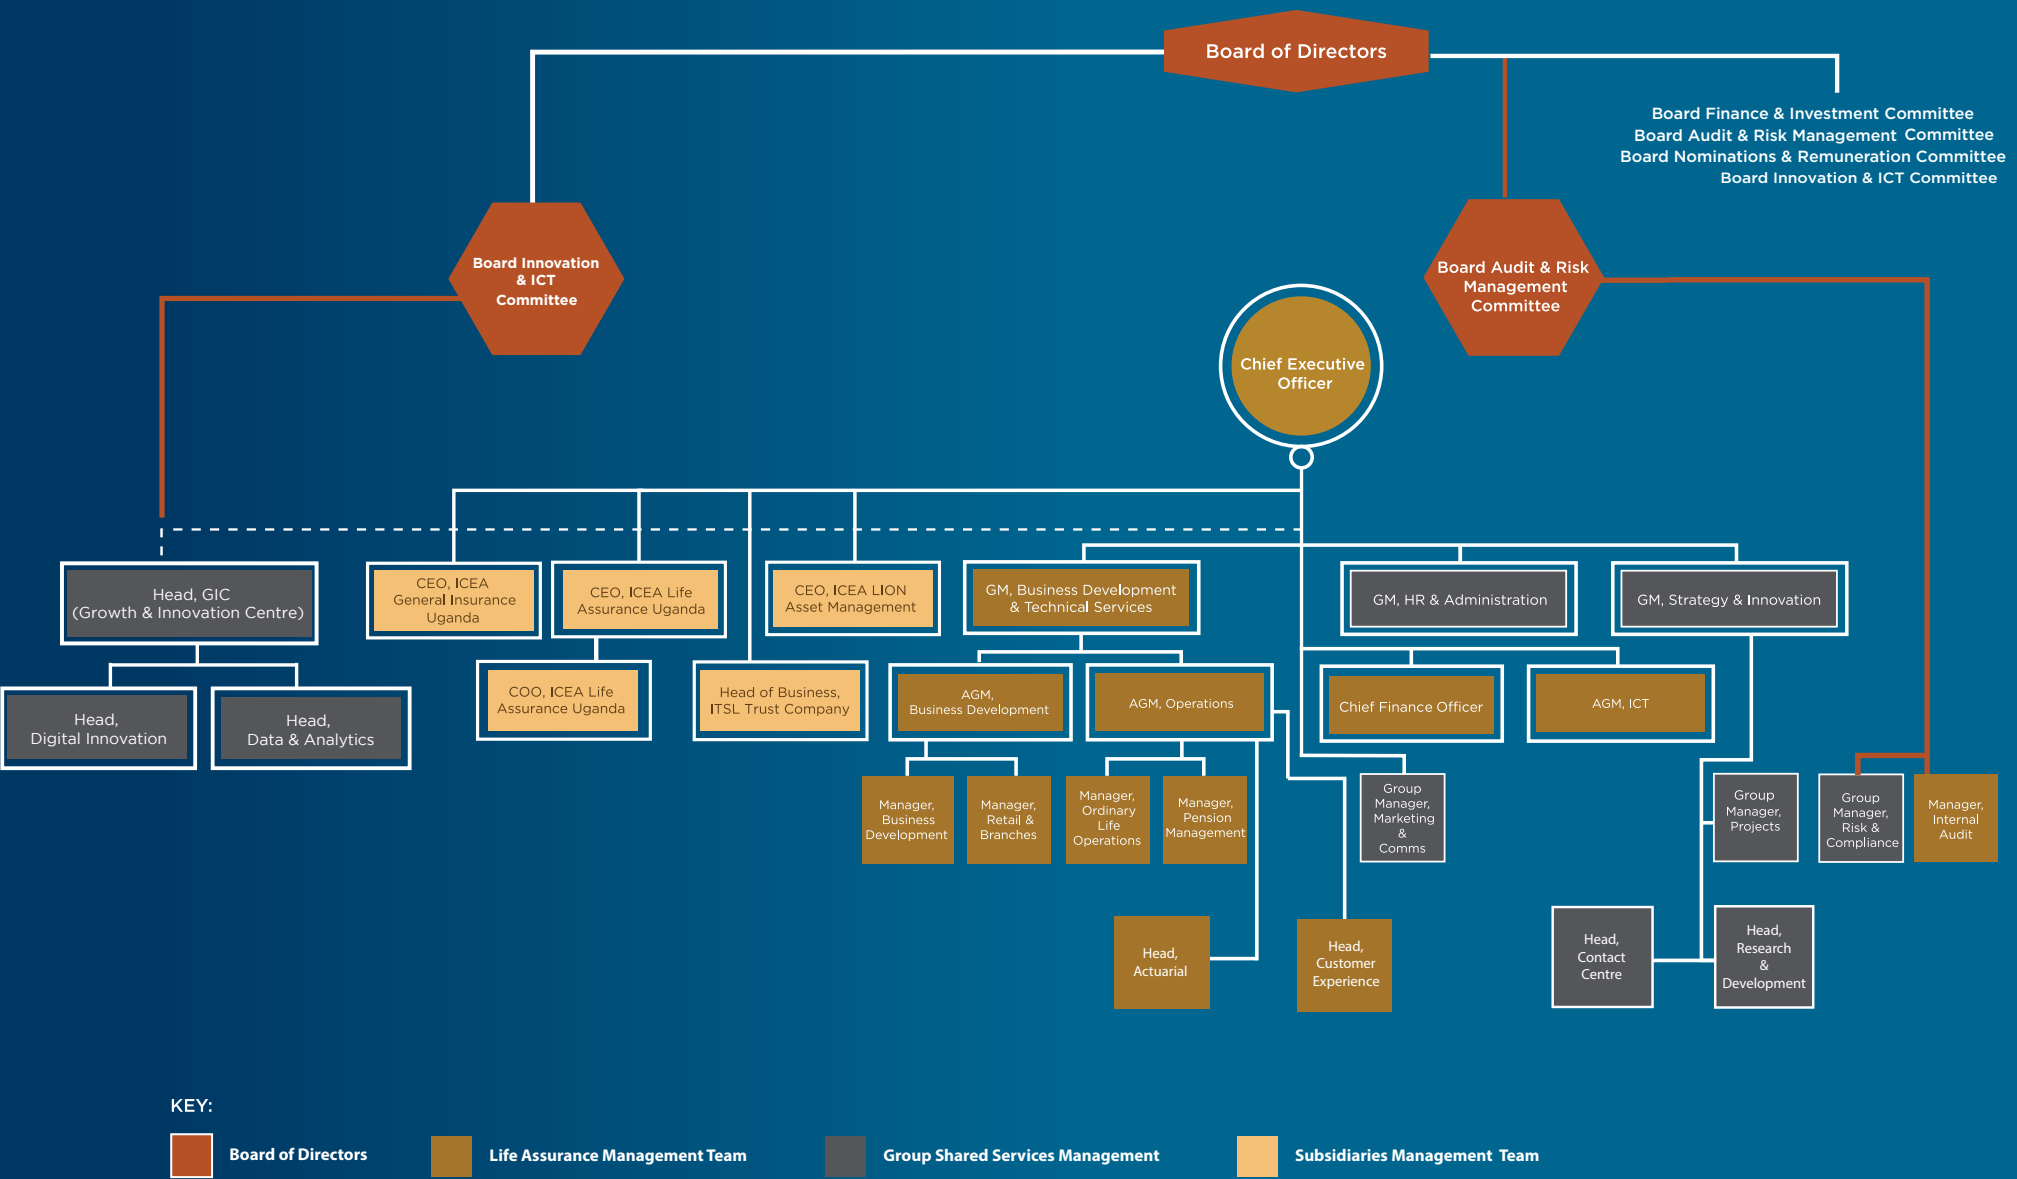 Board of Directors
Board Finance & Investment Committee
Board Audit & Risk Management Committee
Board Nominations & Remuneration Committee
Board Innovation & ICT Committee
Board Innovation
& ICT
Committee
Board Audit & Risk
Management
Committee
Chief Executive
Officer
Head, GIC
(Growth & Innovation Centre)
CEO, ICEA
General Insurance
Uganda
CEO, ICEA Life
Assurance Uganda
CEO, ICEA LION
Asset Management
GM, Business Development
& Technical Services
GM, HR & Administration
GM, Strategy & Innovation
Head,
Digital Innovation
Head,
Data & Analytics
COO, ICEA Life
Assurance Uganda
Head of Business,
ITSL Trust Company
AGM,
Business Development
AGM, Operations
Chief Finance Officer
AGM, ICT
Manager,
Business
Development
Manager,
Retail &
Branches
Manager,
Ordinary
Life
Operations
Manager,
Pension
Management
Group
Manager,
Marketing
&
Comms
Group
Manager,
Projects
Group
Manager,
Risk &
Compliance
Manager,
Internal
Audit
Head,
Actuarial
Head,
Customer
Experience
Head,
Contact
Centre
Head,
Research
&
Development
KEY:
Board of Directors
Life Assurance Management Team
Group Shared Services Management
Subsidiaries Management Team